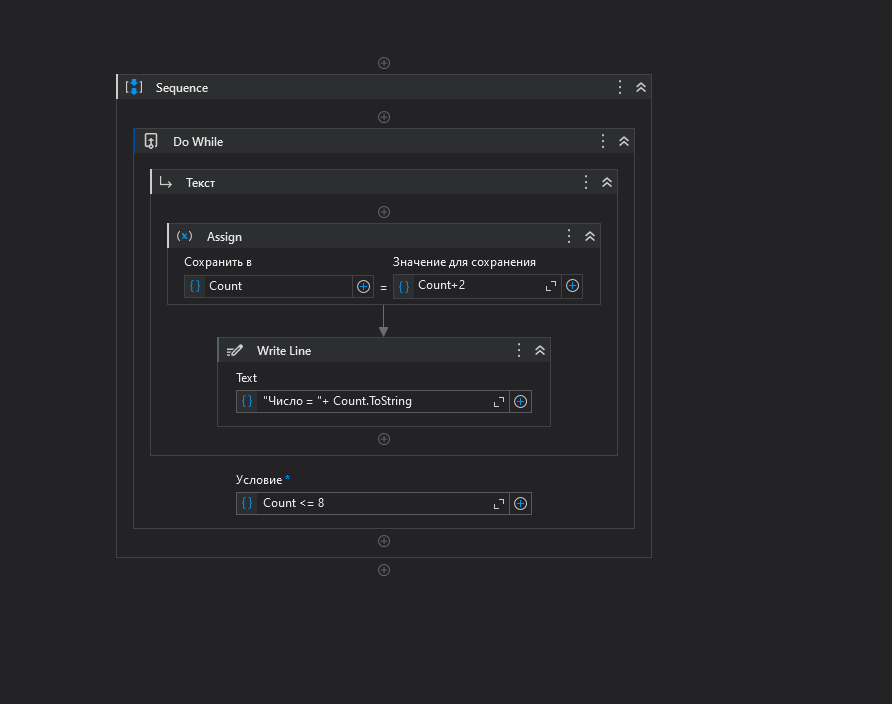 Sequence
Do While
Текст
Assign
Сохранить в
Значение для сохранения
Count = Count+2
Write Line
Text
"Число = "+ Count.ToString
Условие *
Count <= 8